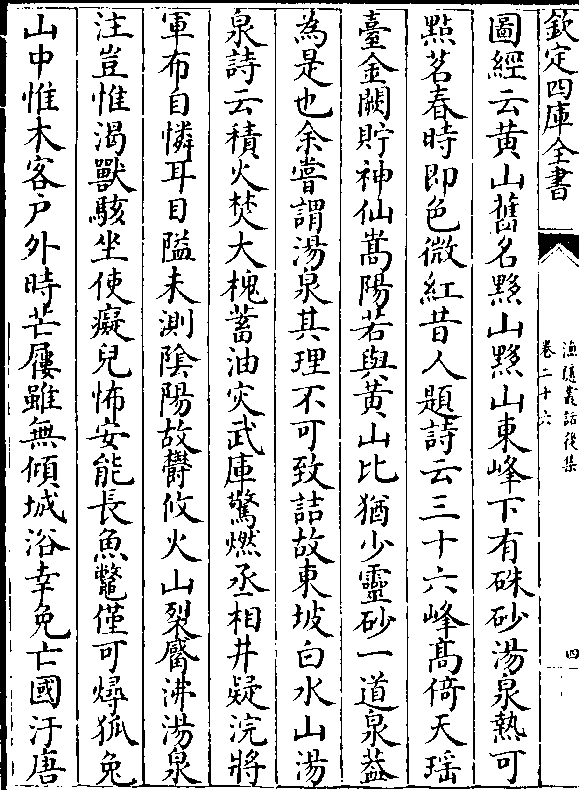 欽定四庫全書
漁隱叢話後集
卷二十六
四
圖經云黄山舊名黟山黟山東峰下有硃砂湯泉熱可
點茗春時即色微紅昔人題詩云三十六峰髙倚天瑶
臺金闕貯神仙嵩陽若與黄山比猶少靈砂一道泉葢
為是也余嘗謂湯泉其理不可致詰故東坡白水山湯
泉詩云積火焚大槐蓄油灾武庫驚燃丞相井疑浣將
軍布自憐耳目隘未測隂陽故欝攸火山裂觱沸湯泉
注豈惟渇獸駭坐使癡兒怖安能長魚鼈僅可燖狐兔
山中惟木客户外時芒屨雖無傾城浴幸免亡國汙唐